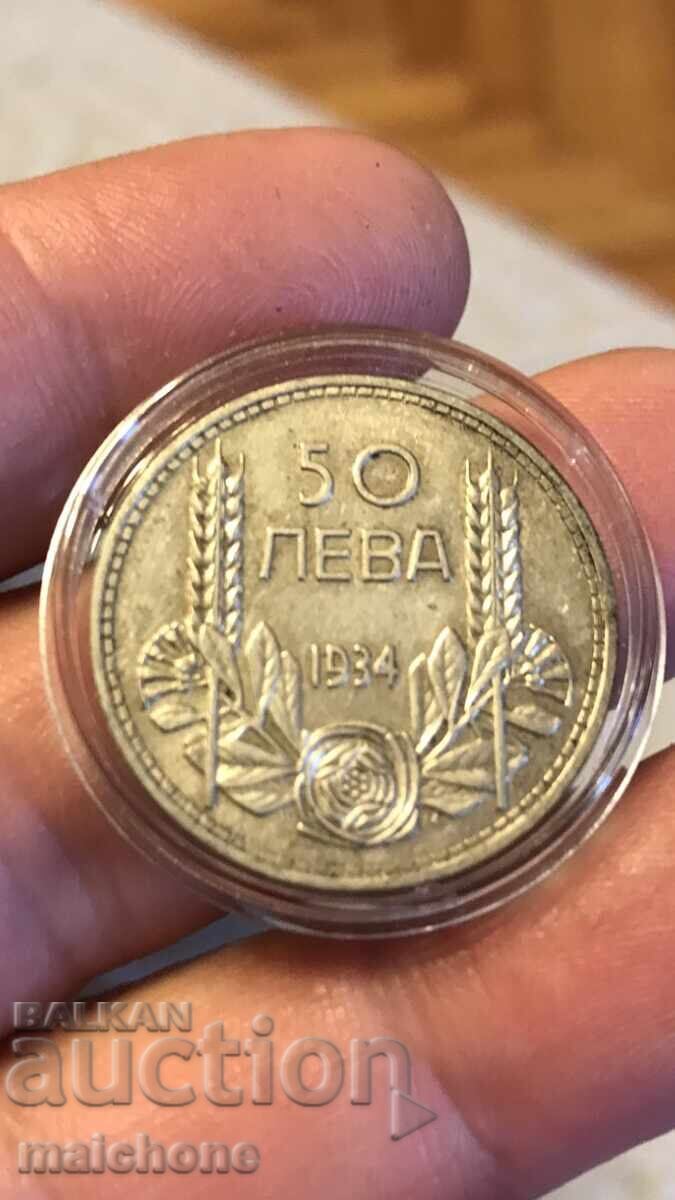 50
ЛЕВА
1934
BALKAN
auction
maichone